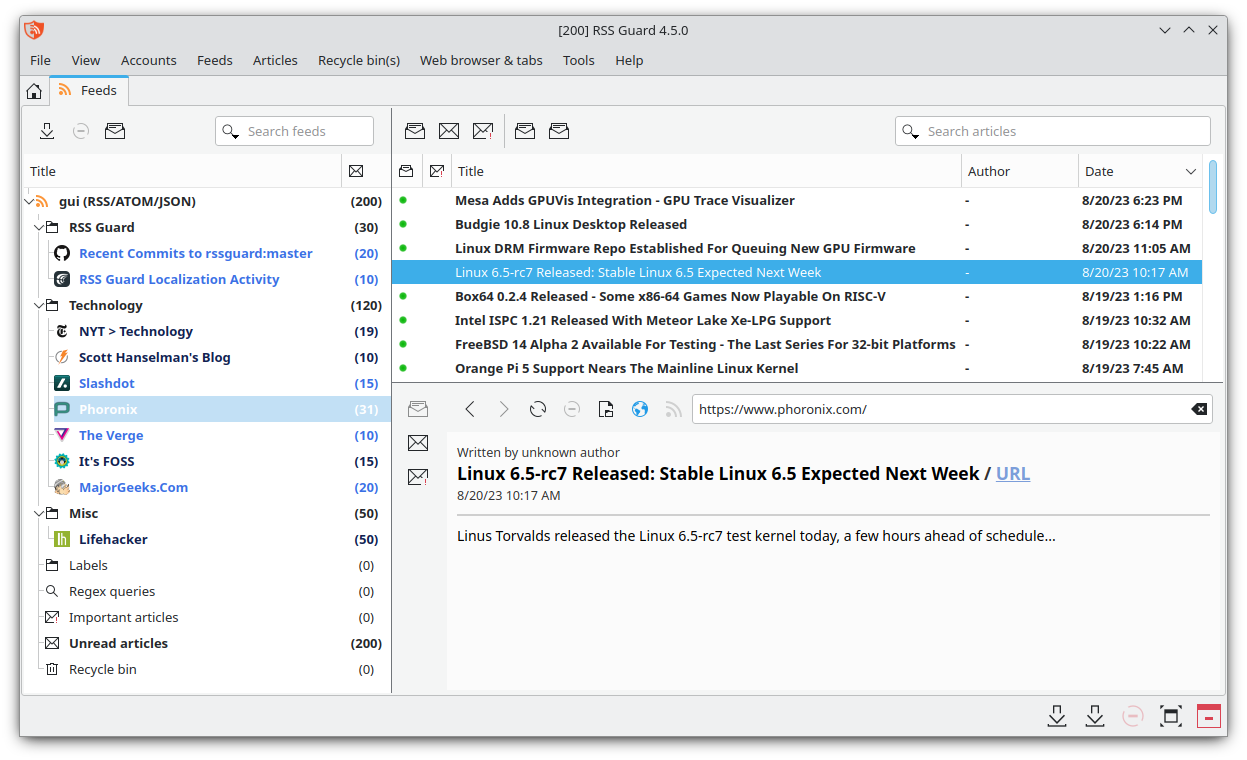 [200] RSS Guard 4.5.0
File View Accounts Feeds Articles Recycle bin(s) Web browser & tabs Tools Help
Feeds
Search feeds
Title
gui (RSS/ATOM/JSON) (200)
RSS Guard (30)
Recent Commits to rssguard:master (20)
RSS Guard Localization Activity (10)
Technology (120)
NYT > Technology (19)
Scott Hanselman's Blog (10)
Slashdot (15)
Phoronix (31)
The Verge (10)
It's FOSS (15)
MajorGeeks.Com (20)
Misc (50)
Lifehacker (50)
Labels (0)
Regex queries (0)
Important articles (0)
Unread articles (200)
Recycle bin (0)
Search articles
Title Author Date
Mesa Adds GPUVis Integration - GPU Trace Visualizer - 8/20/23 6:23 PM
Budgie 10.8 Linux Desktop Released - 8/20/23 6:14 PM
Linux DRM Firmware Repo Established For Queuing New GPU Firmware - 8/20/23 11:05 AM
Linux 6.5-rc7 Released: Stable Linux 6.5 Expected Next Week - 8/20/23 10:17 AM
Box64 0.2.4 Released - Some x86-64 Games Now Playable On RISC-V - 8/19/23 1:16 PM
Intel ISPC 1.21 Released With Meteor Lake Xe-LPG Support - 8/19/23 10:32 AM
FreeBSD 14 Alpha 2 Available For Testing - The Last Series For 32-bit Platforms - 8/19/23 10:22 AM
Orange Pi 5 Support Nears The Mainline Linux Kernel - 8/19/23 7:45 AM
https://www.phoronix.com/
Written by unknown author
Linux 6.5-rc7 Released: Stable Linux 6.5 Expected Next Week / URL
8/20/23 10:17 AM
Linus Torvalds released the Linux 6.5-rc7 test kernel today, a few hours ahead of schedule...